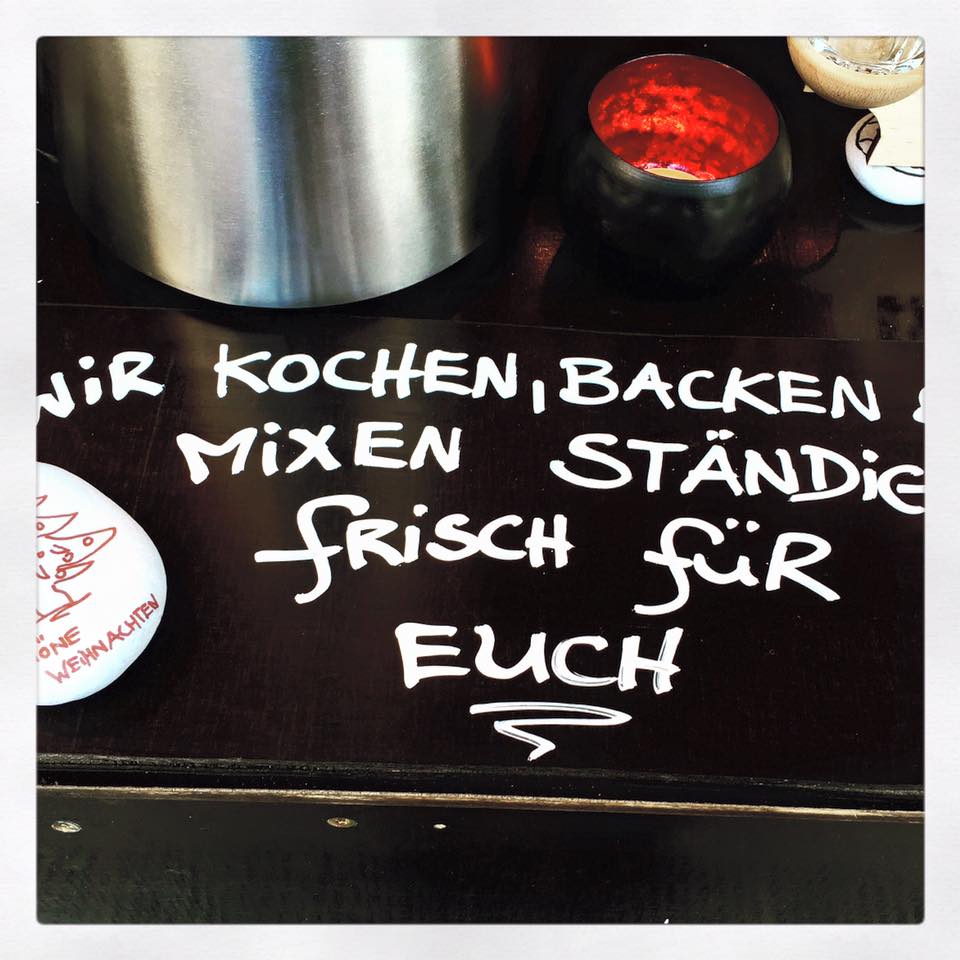 WiR KOCHEN, BACKEN &
MiXEN STÄNDiG
fRiSCH füR
EUCH
WEiHNACHTEN